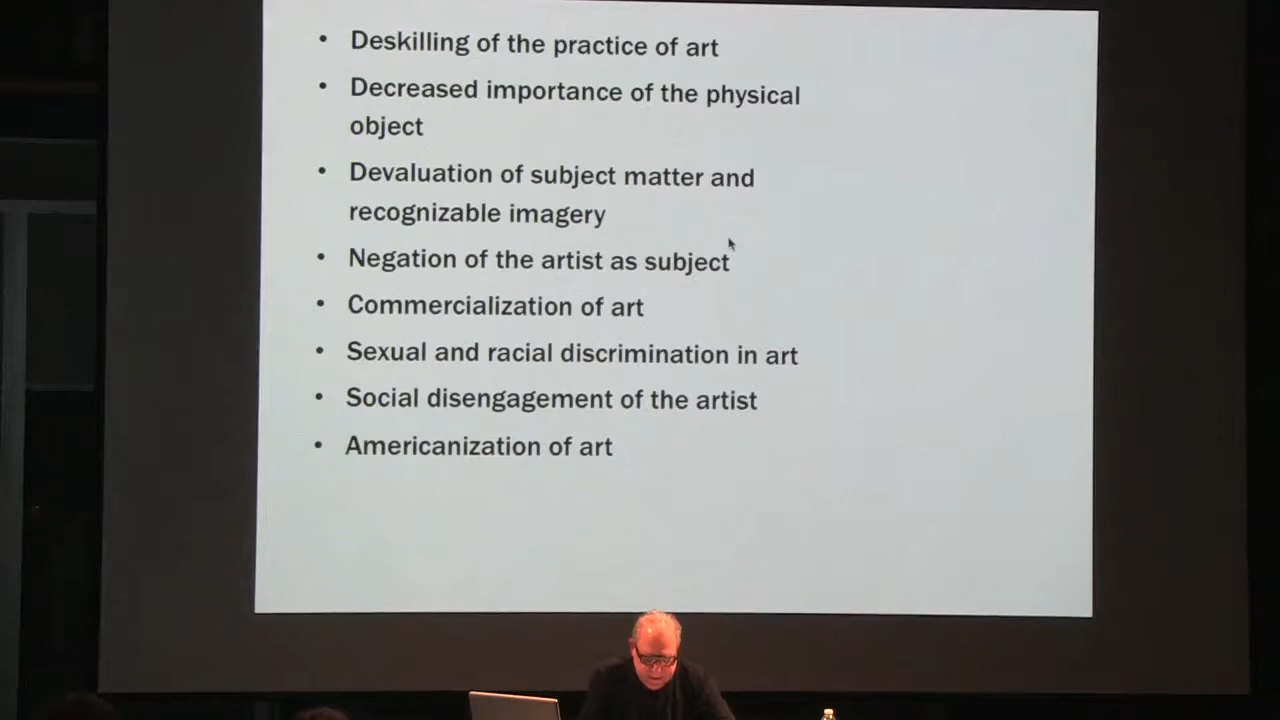 • Deskilling of the practice of art
• Decreased importance of the physical
object
• Devaluation of subject matter and
recognizable imagery
• Negation of the artist as subject
• Commercialization of art
• Sexual and racial discrimination in art
• Social disengagement of the artist
• Americanization of art